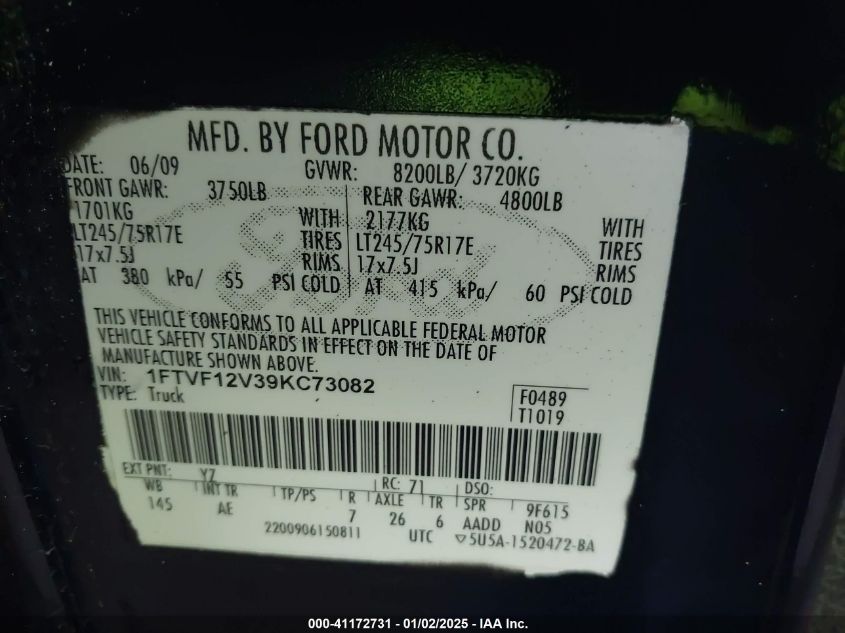 MFD. BY FORD MOTOR CO.
DATE: 06/09 GVWR: 8200LB/ 3720KG
FRONT GAWR: 3750LB REAR GAWR: 4800LB
1701KG WITH 2177KG WITH
LT245/75R17E TIRES LT245/75R17E TIRES
17x7.5J RIMS 17x7.5J RIMS
AT 380 kPa/ 55 PSI COLD AT 415 kPa/ 60 PSI COLD
THIS VEHICLE CONFORMS TO ALL APPLICABLE FEDERAL MOTOR
VEHICLE SAFETY STANDARDS IN EFFECT ON THE DATE OF
MANUFACTURE SHOWN ABOVE.
VIN: 1FTVF12V39KC73082
TYPE: Truck
F0489
T1019
EXT PNT: YZ RC: 71 DSO:
WB INT TR TP/PS R AXLE TR SPR 9F615
145 AE 7 26 6 AADD N05
2200906150811 UTC ▽5U5A-1520472-BA
000-41172731 - 01/02/2025 - IAA Inc.